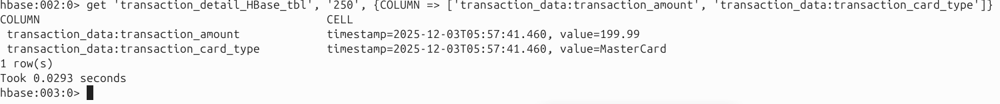 hbase:002:0> get 'transaction_detail_HBase_tbl', '250', {COLUMN => ['transaction_data:transaction_amount', 'transaction_data:transaction_card_type']}
COLUMN                                CELL
 transaction_data:transaction_amount            timestamp=2025-12-03T05:57:41.460, value=199.99
 transaction_data:transaction_card_type         timestamp=2025-12-03T05:57:41.460, value=MasterCard
1 row(s)
Took 0.0293 seconds
hbase:003:0>